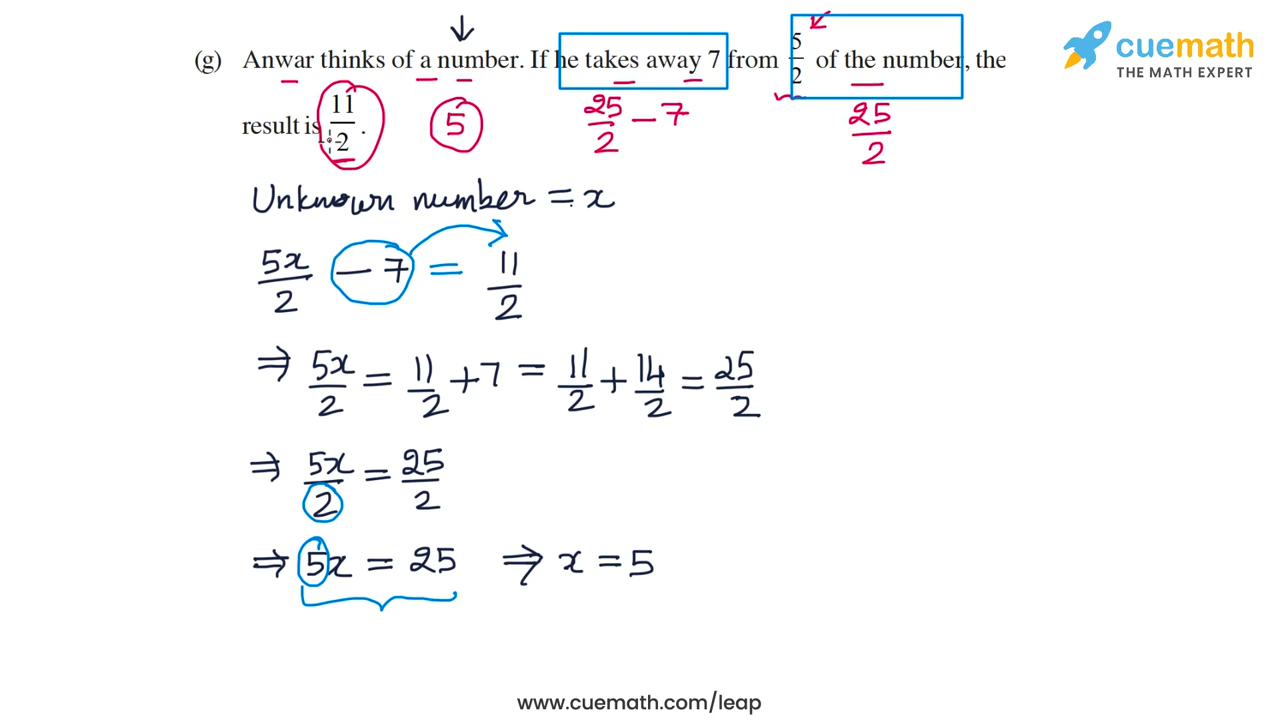 (g) Anwar thinks of a number. If he takes away 7 from 5/2 of the number, the
result is 11/2.
5
25/2 - 7
25/2
cuemath
THE MATH EXPERT
Unknown number = x
5x/2 - 7 = 11/2
⇒ 5x/2 = 11/2 + 7 = 11/2 + 14/2 = 25/2
⇒ 5x/2 = 25/2
⇒ 5x = 25 ⇒ x = 5
www.cuemath.com/leap